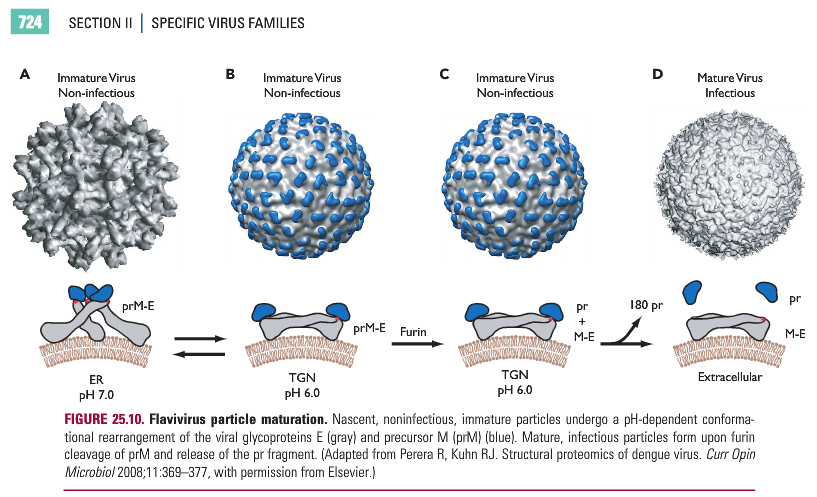 724 SECTION II | SPECIFIC VIRUS FAMILIES
A Immature Virus
Non-infectious
B Immature Virus
Non-infectious
C Immature Virus
Non-infectious
D Mature Virus
Infectious
prM-E
ER
pH 7.0
prM-E
TGN
pH 6.0
Furin
pr
+
M-E
TGN
pH 6.0
180 pr
pr
M-E
Extracellular
FIGURE 25.10. Flavivirus particle maturation. Nascent, noninfectious, immature particles undergo a pH-dependent conforma-
tional rearrangement of the viral glycoproteins E (gray) and precursor M (prM) (blue). Mature, infectious particles form upon furin
cleavage of prM and release of the pr fragment. (Adapted from Perera R, Kuhn RJ. Structural proteomics of dengue virus. Curr Opin
Microbiol 2008;11:369–377, with permission from Elsevier.)